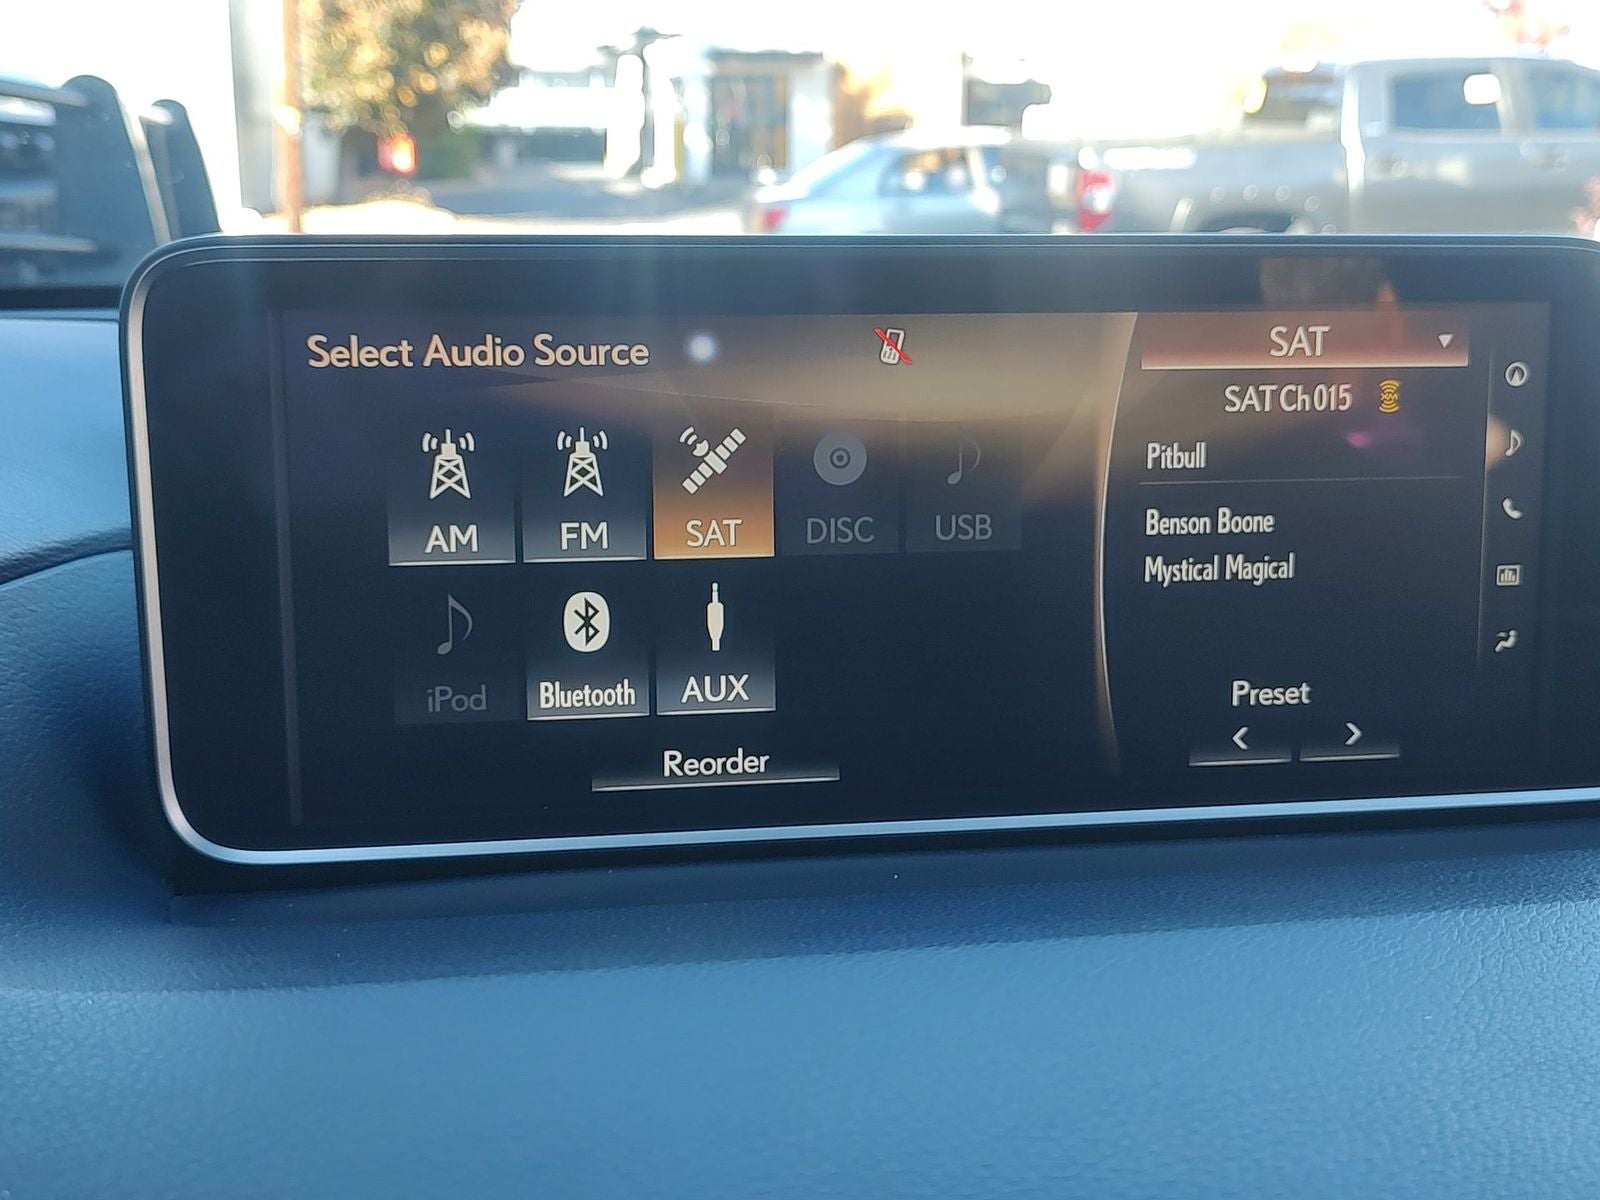 Select Audio Source
AM
FM
SAT
DISC
USB
iPod
Bluetooth
AUX
Reorder
SAT
SAT Ch 015
Pitbull
Benson Boone
Mystical Magical
Preset